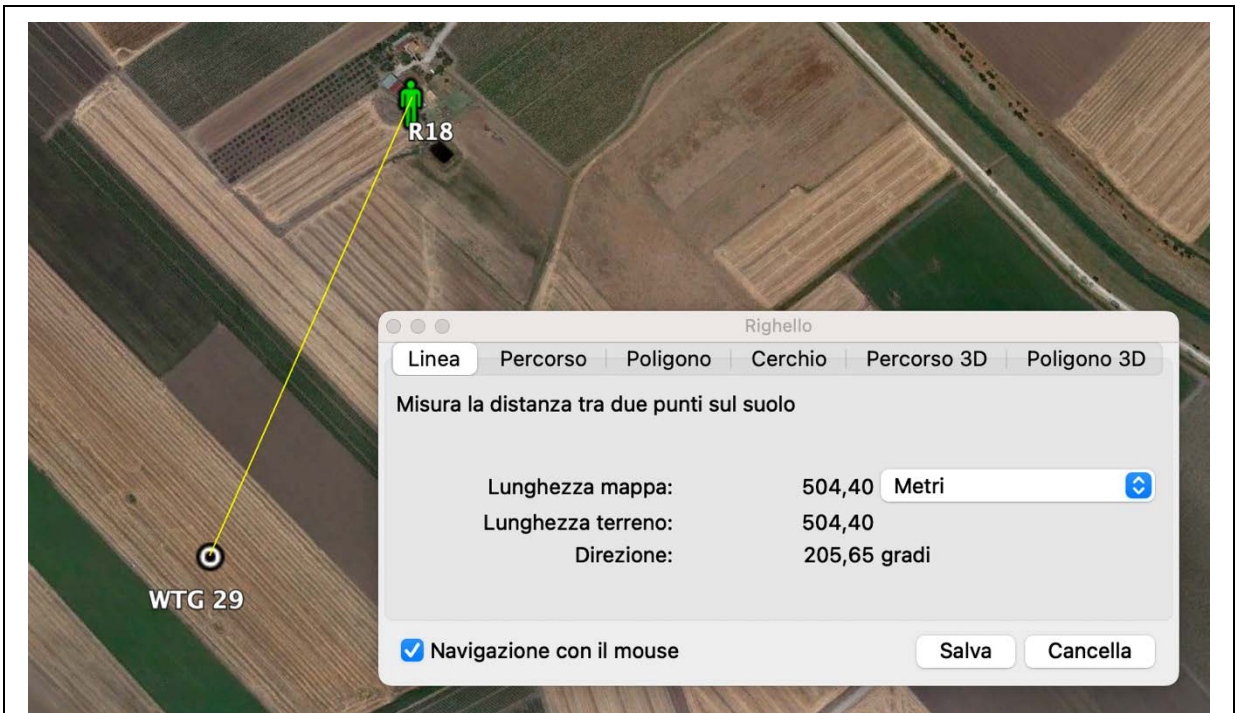 R18
Righello
Linea Percorso Poligono Cerchio Percorso 3D Poligono 3D
Misura la distanza tra due punti sul suolo
Lunghezza mappa: 504,40 Metri
Lunghezza terreno: 504,40
Direzione: 205,65 gradi
WTG 29
Navigazione con il mouse Salva Cancella